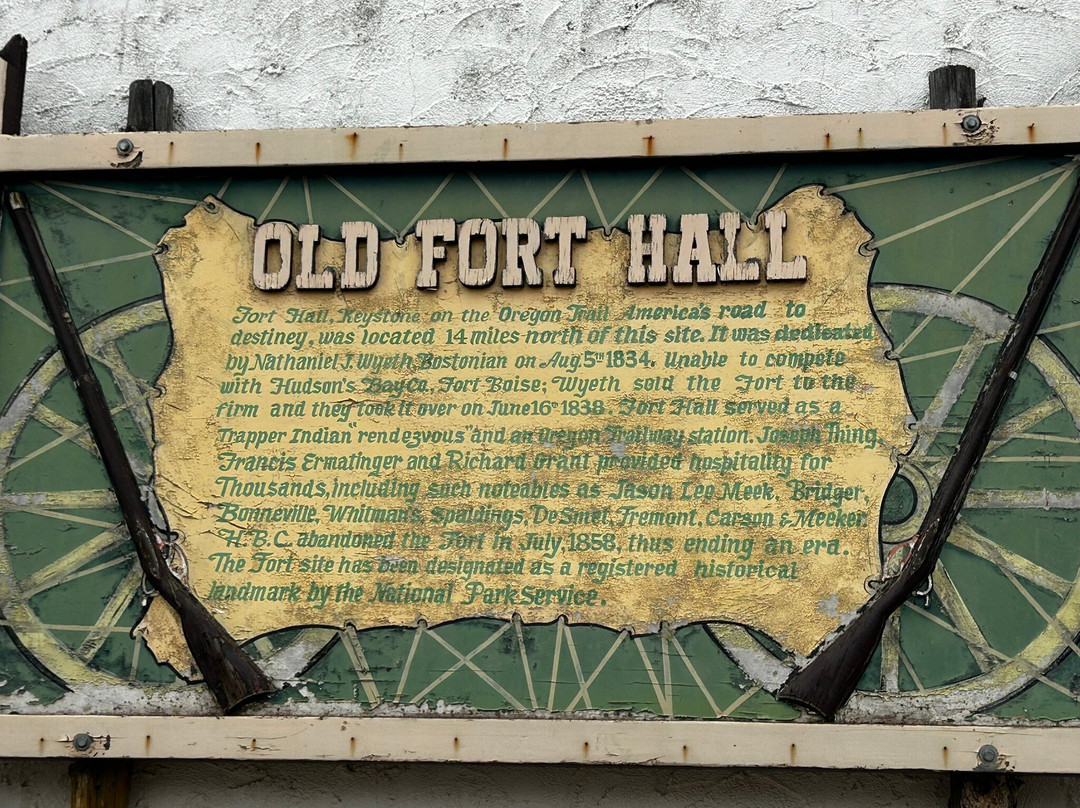 OLD FORT HALL
Fort Hall, Keystone on the Oregon Trail America's road to
destiney, was located 14 miles north of this site. It was dedicated
by Nathaniel J. Wyeth Bostonian on Aug. 5th 1834. Unable to compete
with Hudson's Bay Co., Fort Boise; Wyeth sold the Fort to the
firm and they took it over on June 16th 1838. Fort Hall served as a
Trapper Indian "rendezvous" and an Oregon Trailway station. Joseph Thing,
Francis Ermatinger and Richard Grant provided hospitality for
Thousands, including such noteables as Jason Lee, Meek, Bridger,
Bonneville, Whitman's, Spaldings, De Smet, Fremont, Carson & Meeker.
H.B.C. abandoned the Fort in July, 1858, thus ending an era.
The Fort site has been designated as a registered historical
landmark by the National Park Service.